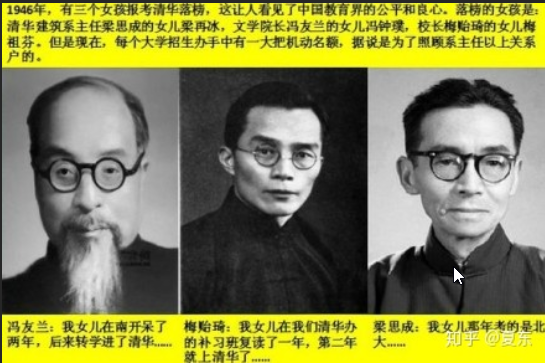 1946年，有三个女孩报考清华落榜，这让人看见了中国教育界的公平和良心。落榜的女孩是:
清华建筑系主任梁思成的女儿梁再冰，文学院长冯友兰的女儿冯钟璞，校长梅贻琦的女儿梅
祖芬。但是现在，每个大学招生办手中有一大把机动名额，据说是为了照顾系主任以上关系
户的。
冯友兰：我女儿在南开呆了
两年，后来转学进了清华……
梅贻琦：我女儿在我们清华办
的补习班复读了一年，第二年
就上清华了……
梁思成：我女儿那年考的是北
大……
知乎 @夏东